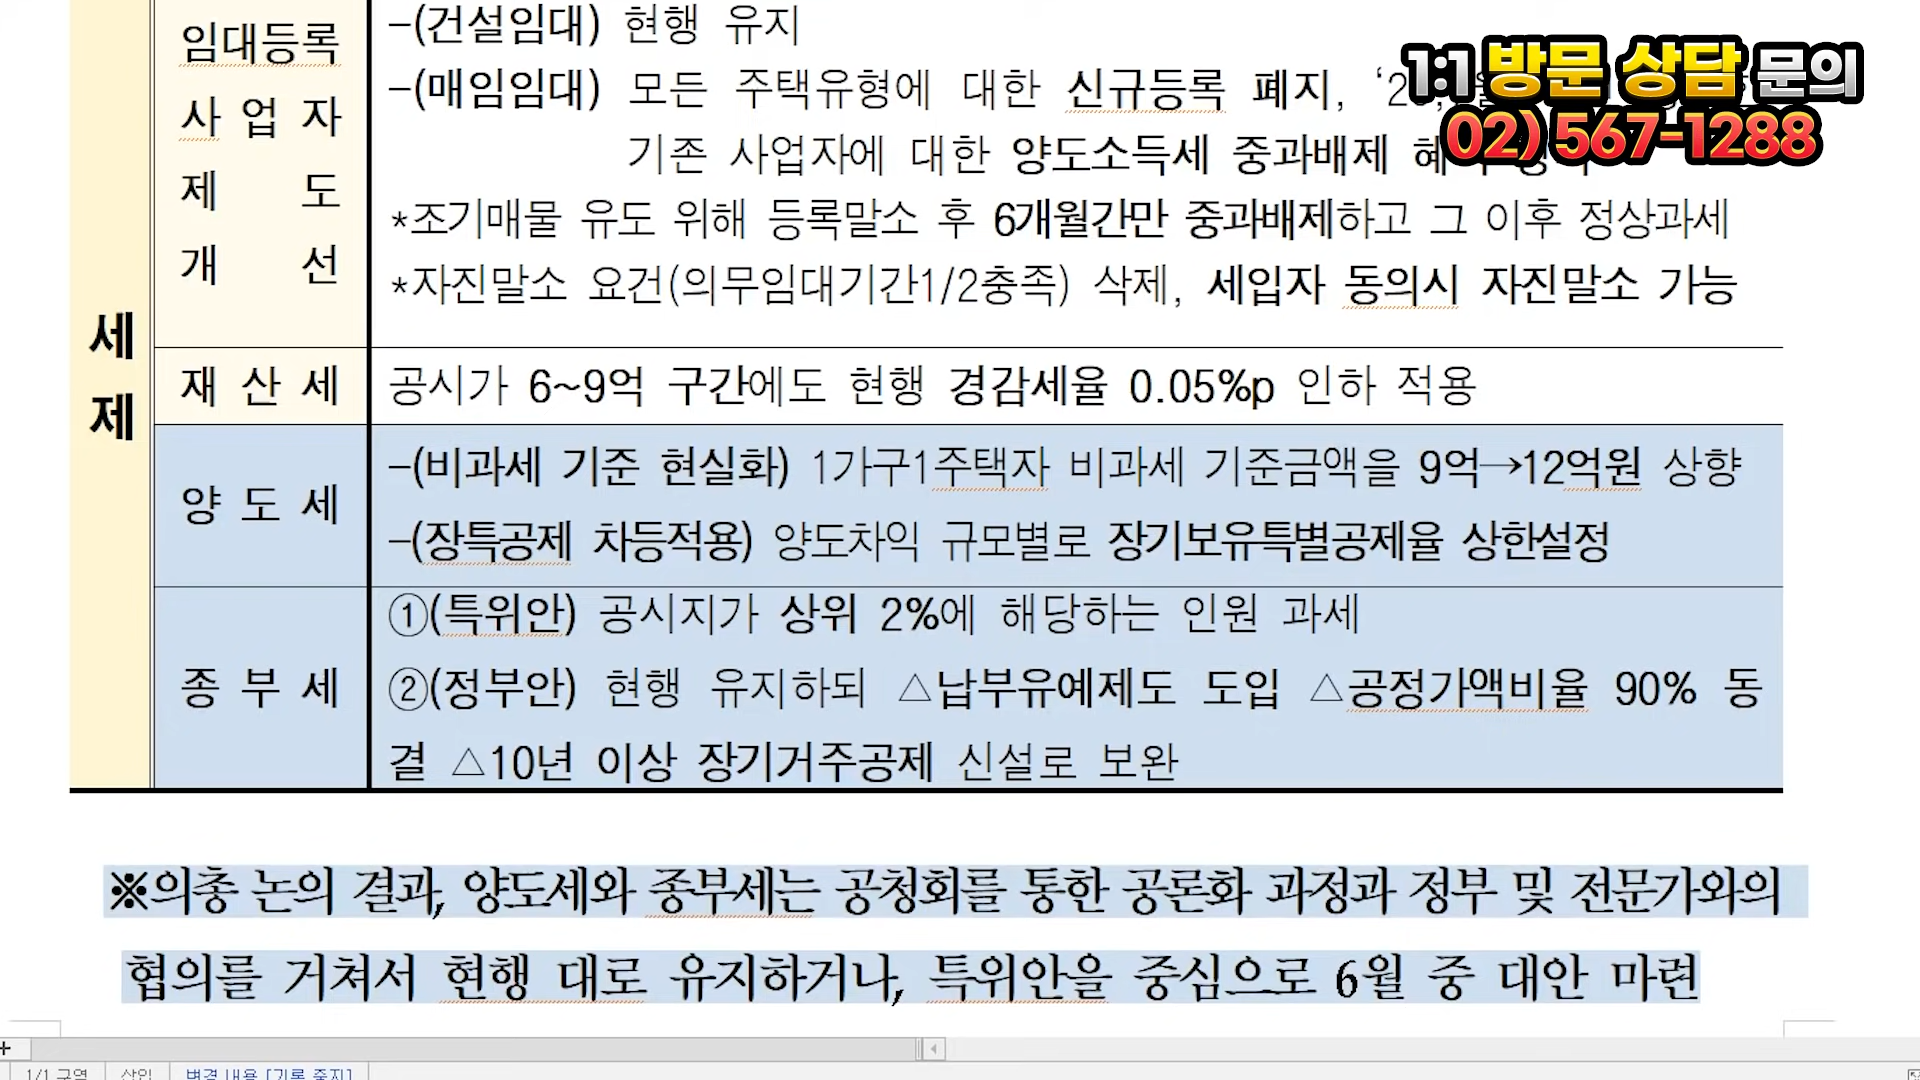 임대등록
사 업 자
제 도
개 선
-(건설임대) 현행 유지
-(매임임대) 모든 주택유형에 대한 신규등록 폐지,
기존 사업자에 대한 양도소득세 중과배제
*조기매물 유도 위해 등록말소 후 6개월간만 중과배제하고 그 이후 정상과세
*자진말소 요건(의무임대기간1/2충족) 삭제, 세입자 동의시 자진말소 가능
1:1 방문 상담 문의
02) 567-1288
세
제
재 산 세
공시가 6~9억 구간에도 현행 경감세율 0.05%p 인하 적용
양 도 세
-(비과세 기준 현실화) 1가구1주택자 비과세 기준금액을 9억→12억원 상향
-(장특공제 차등적용) 양도차익 규모별로 장기보유특별공제율 상한설정
종 부 세
①(특위안) 공시지가 상위 2%에 해당하는 인원 과세
②(정부안) 현행 유지하되 △납부유예제도 도입 △공정가액비율 90% 동
결 △10년 이상 장기거주공제 신설로 보완
※의총 논의 결과, 양도세와 종부세는 공청회를 통한 공론화 과정과 정부 및 전문가와의
협의를 거쳐서 현행 대로 유지하거나, 특위안을 중심으로 6월 중 대안 마련
1/1 구역 삽입 변경 내용 [기록 중지]